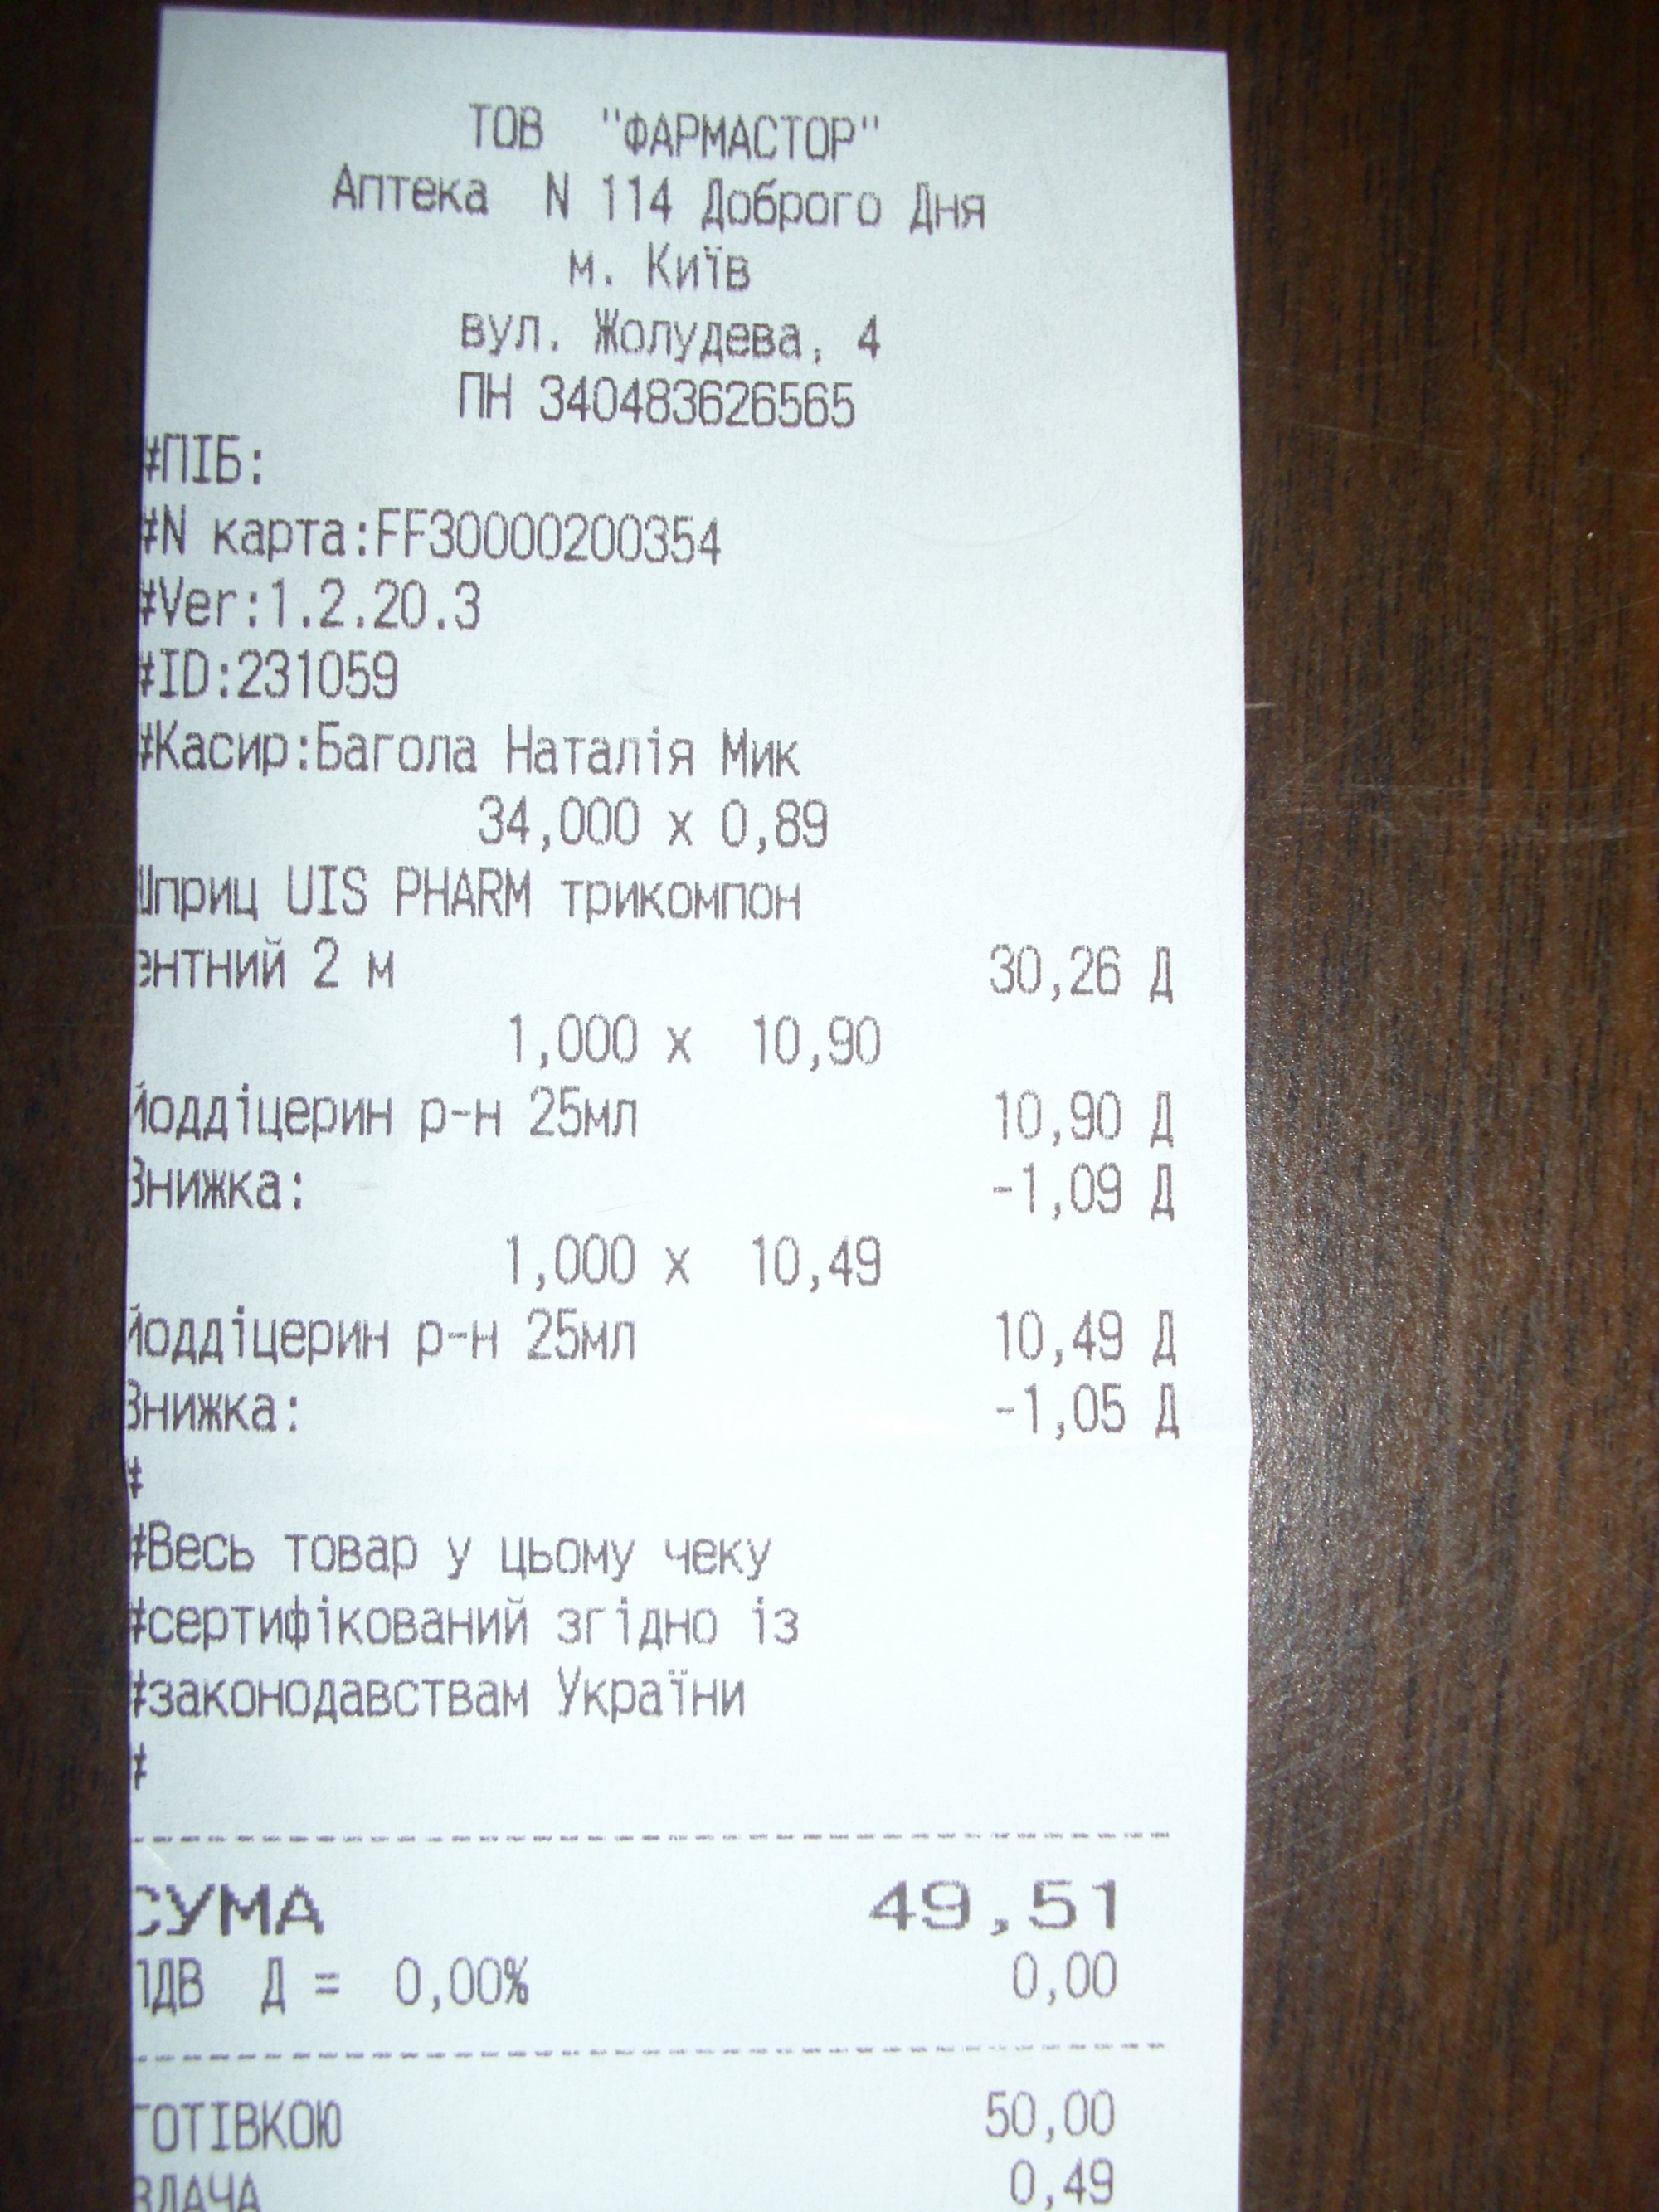 ТОВ "ФАРМАСТОР"
Аптека N 114 Доброго Дня
м. Київ
вул. Жолудева, 4
ПН 340483626565
#ПІБ:
#N карта:FF30000200354
#Ver:1.2.20.3
#ID:231059
#Касир:Багола Наталія Мик
34,000 x 0,89
Шприц UIS PHARM трикомпон
ентний 2 м 30,26 Д
1,000 x 10,90
Йоддіцерин р-н 25мл 10,90 Д
Знижка: -1,09 Д
1,000 x 10,49
Йоддіцерин р-н 25мл 10,49 Д
Знижка: -1,05 Д
#
#Весь товар у цьому чеку
#сертифікований згідно із
#законодавствам України
#
СУМА 49,51
ПДВ Д = 0,00% 0,00
ГОТІВКОЮ 50,00
ЗДАЧА 0,49